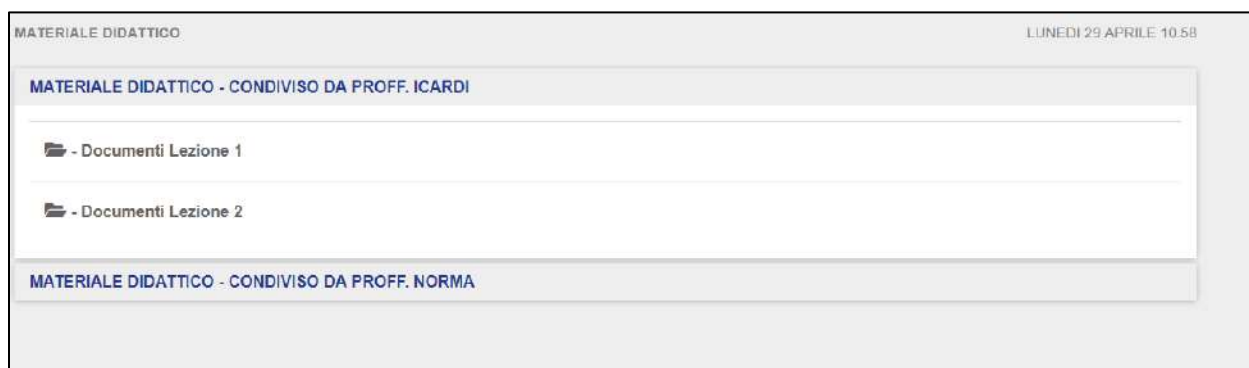 MATERIALE DIDATTICO
LUNEDI 29 APRILE 10.58
MATERIALE DIDATTICO - CONDIVISO DA PROFF. ICARDI
- Documenti Lezione 1
- Documenti Lezione 2
MATERIALE DIDATTICO - CONDIVISO DA PROFF. NORMA